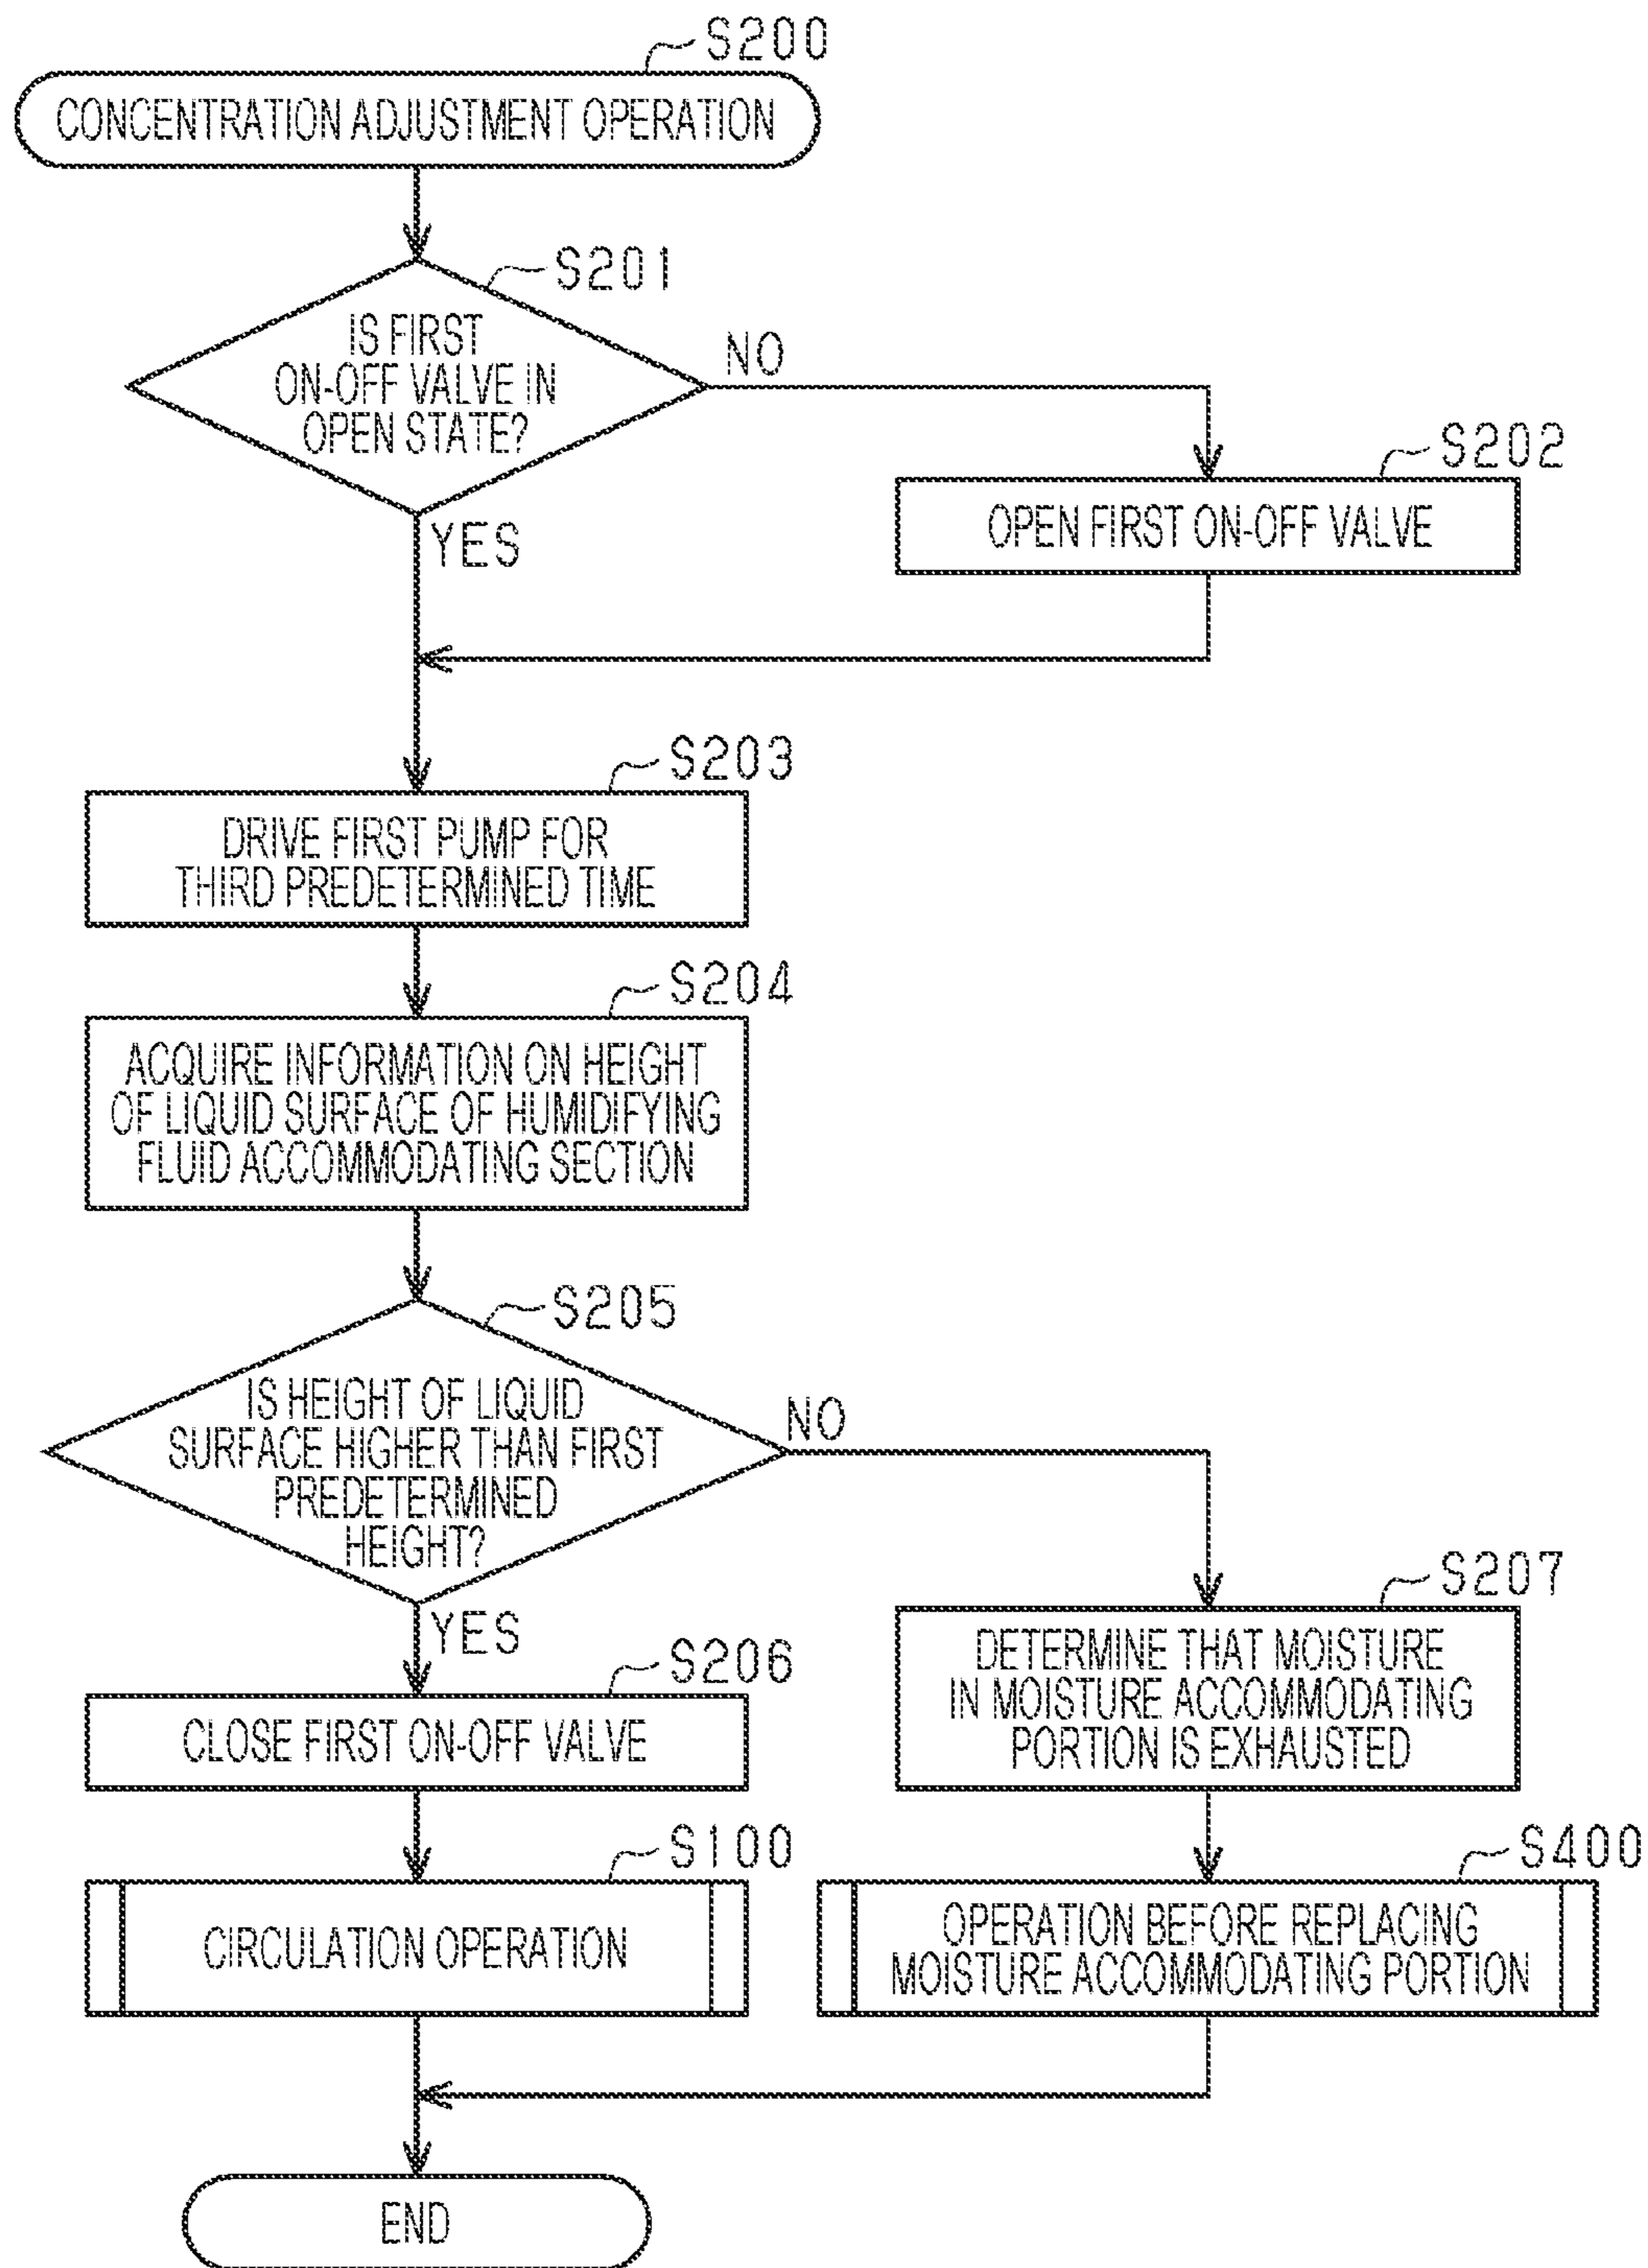 S200
CONCENTRATION ADJUSTMENT OPERATION
S201
IS FIRST
ON-OFF VALVE IN
OPEN STATE?
NO
YES
S202
OPEN FIRST ON-OFF VALVE
S203
DRIVE FIRST PUMP FOR
THIRD PREDETERMINED TIME
S204
ACQUIRE INFORMATION ON HEIGHT
OF LIQUID SURFACE OF HUMIDIFYING
FLUID ACCOMMODATING SECTION
S205
IS HEIGHT OF LIQUID
SURFACE HIGHER THAN FIRST
PREDETERMINED
HEIGHT?
NO
YES
S206
CLOSE FIRST ON-OFF VALVE
S207
DETERMINE THAT MOISTURE
IN MOISTURE ACCOMMODATING
PORTION IS EXHAUSTED
S100
CIRCULATION OPERATION
S400
OPERATION BEFORE REPLACING
MOISTURE ACCOMMODATING PORTION
END